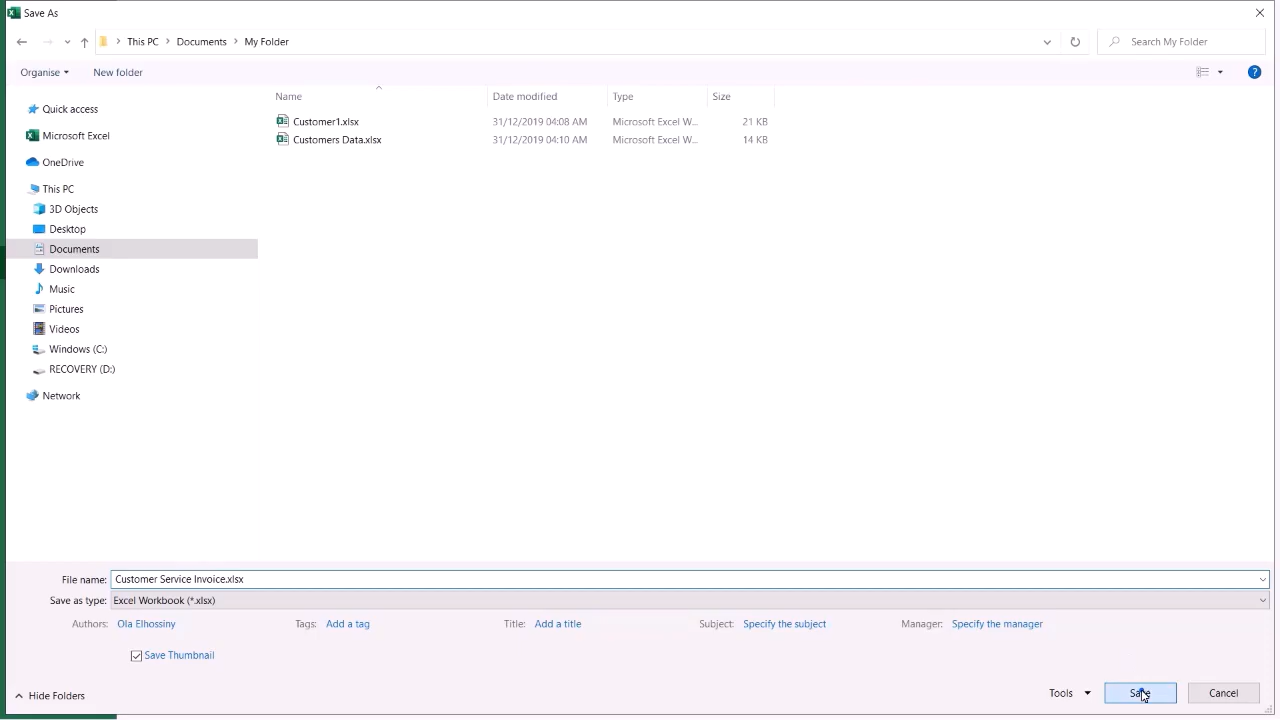 Save As
This PC > Documents > My Folder
Search My Folder
Organise
New folder
?
Name
Date modified
Type
Size
Customer1.xlsx 31/12/2019 04:08 AM Microsoft Excel W... 21 KB
Customers Data.xlsx 31/12/2019 04:10 AM Microsoft Excel W... 14 KB
Quick access
Microsoft Excel
OneDrive
This PC
3D Objects
Desktop
Documents
Downloads
Music
Pictures
Videos
Windows (C:)
RECOVERY (D:)
Network
File name: Customer Service Invoice.xlsx
Save as type: Excel Workbook (*.xlsx)
Authors: Ola Elhossiny Tags: Add a tag Title: Add a title Subject: Specify the subject Manager: Specify the manager
Save Thumbnail
Hide Folders
Tools
Save
Cancel